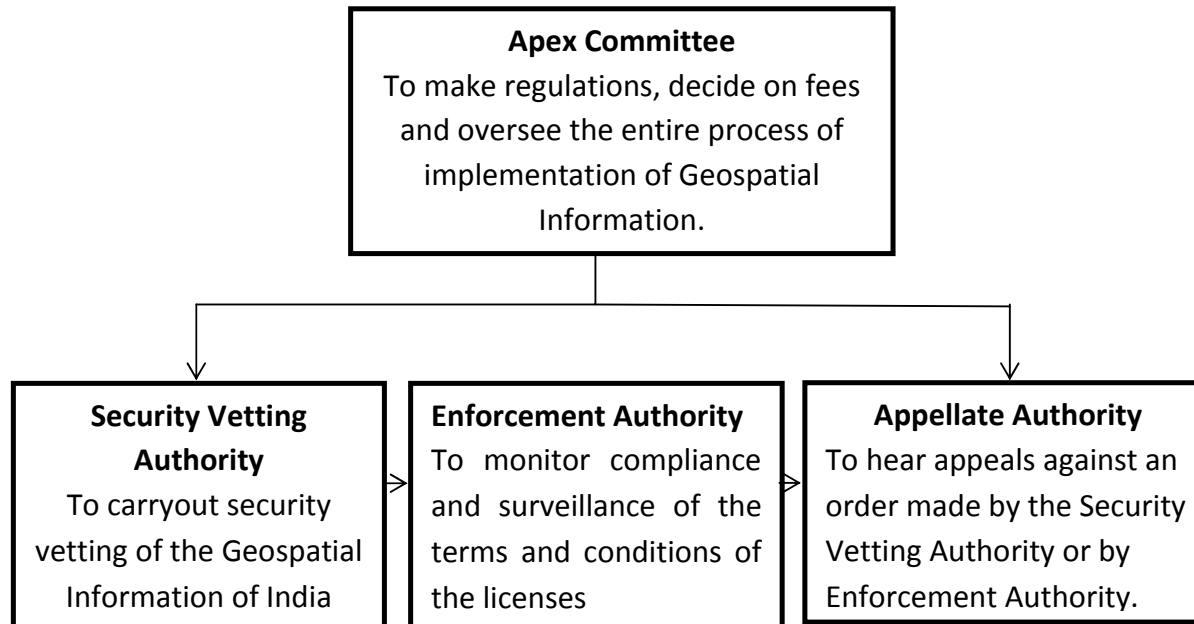 Apex Committee
To make regulations, decide on fees
and oversee the entire process of
implementation of Geospatial
Information.
Security Vetting
Authority
To carryout security
vetting of the Geospatial
Information of India
Enforcement Authority
To monitor compliance
and surveillance of the
terms and conditions of
the licenses
Appellate Authority
To hear appeals against an
order made by the Security
Vetting Authority or by
Enforcement Authority.